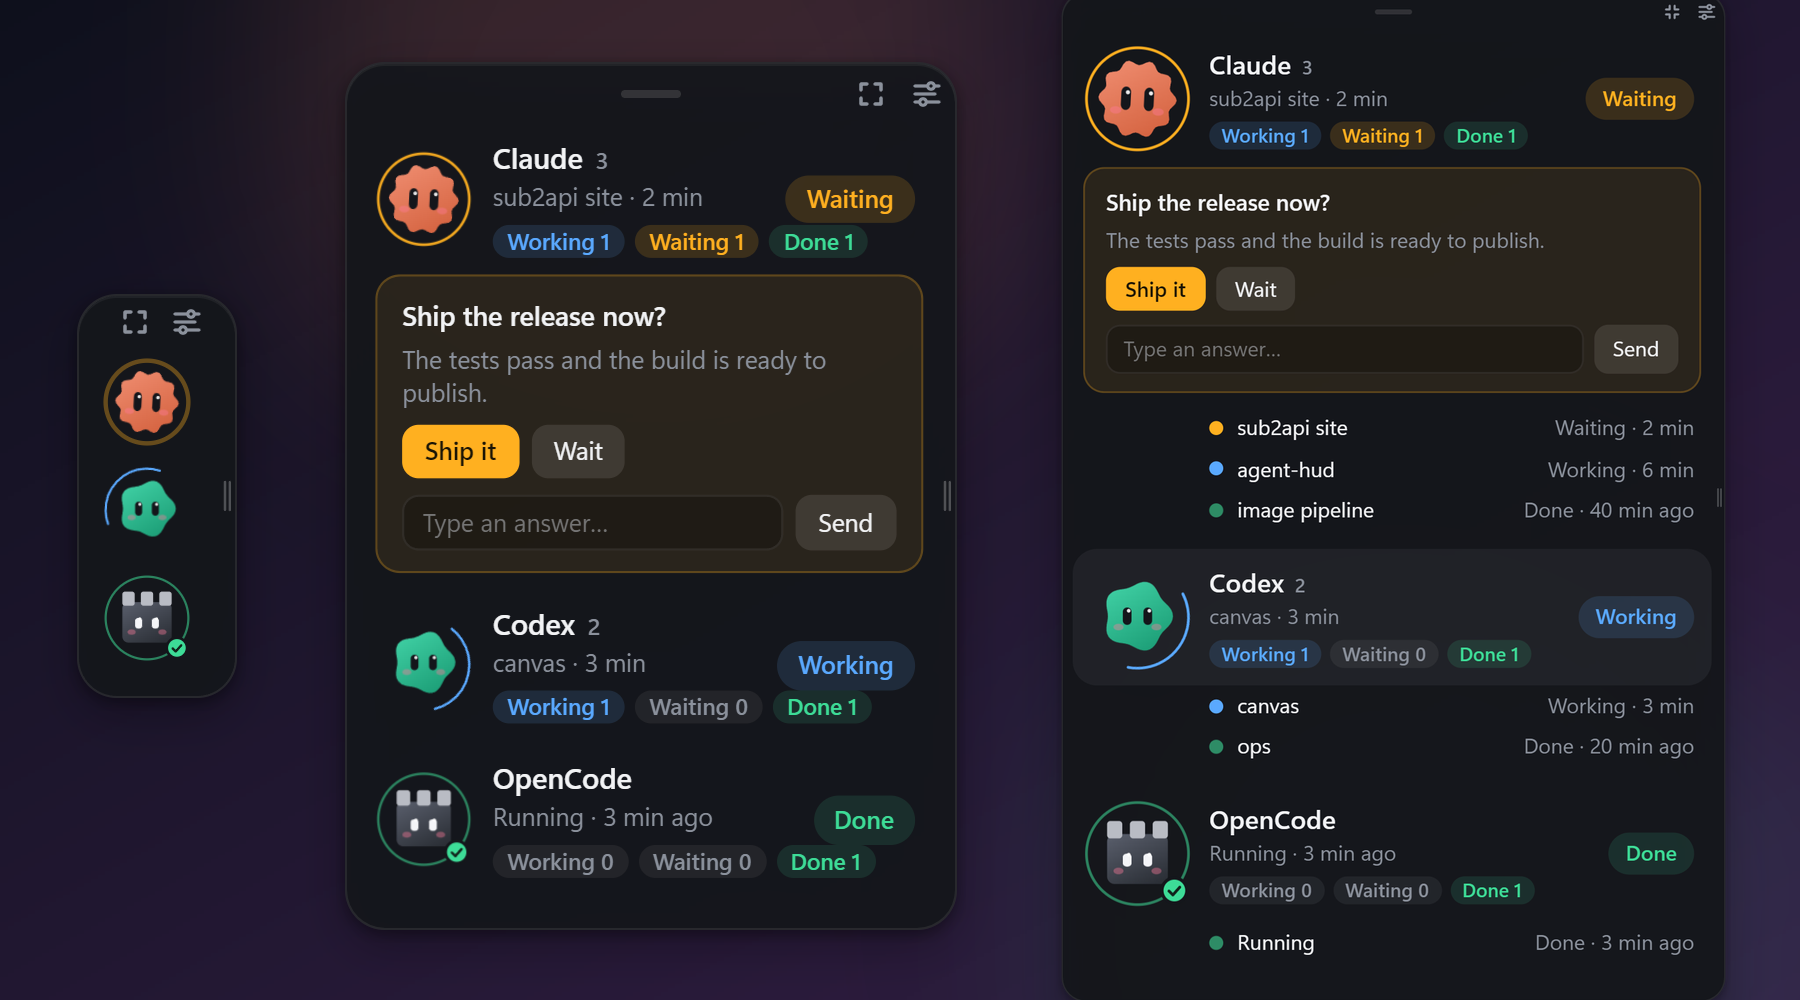 Claude 3
sub2api site · 2 min
Waiting
Working 1 Waiting 1 Done 1
Ship the release now?
The tests pass and the build is ready to
publish.
Ship it Wait
Type an answer... Send
Codex 2
canvas · 3 min
Working
Working 1 Waiting 0 Done 1
OpenCode
Running · 3 min ago
Done
Working 0 Waiting 0 Done 1
Claude 3
sub2api site · 2 min
Waiting
Working 1 Waiting 1 Done 1
Ship the release now?
The tests pass and the build is ready to publish.
Ship it Wait
Type an answer... Send
sub2api site Waiting · 2 min
agent-hud Working · 6 min
image pipeline Done · 40 min ago
Codex 2
canvas · 3 min
Working
Working 1 Waiting 0 Done 1
canvas Working · 3 min
ops Done · 20 min ago
OpenCode
Running · 3 min ago
Done
Working 0 Waiting 0 Done 1
Running Done · 3 min ago